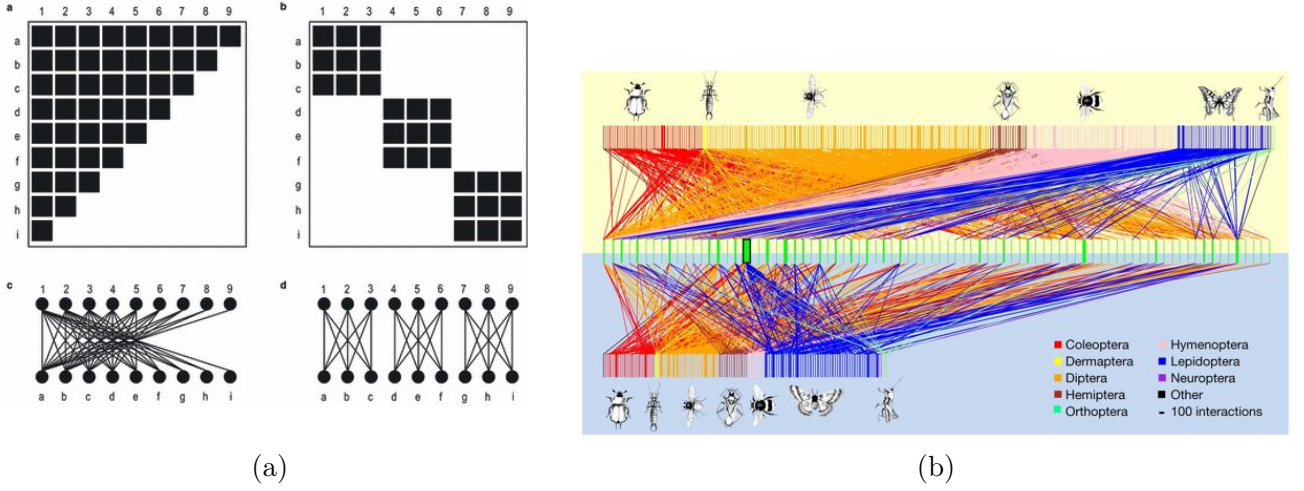 a
1 2 3 4 5 6 7 8 9
a
b
c
d
e
f
g
h
i
b
1 2 3 4 5 6 7 8 9
a
b
c
d
e
f
g
h
i
c
1 2 3 4 5 6 7 8 9
a b c d e f g h i
d
1 2 3 4 5 6 7 8 9
a b c d e f g h i
(a)
Coleoptera
Dermaptera
Diptera
Hemiptera
Orthoptera
Hymenoptera
Lepidoptera
Neuroptera
Other
100 interactions
(b)